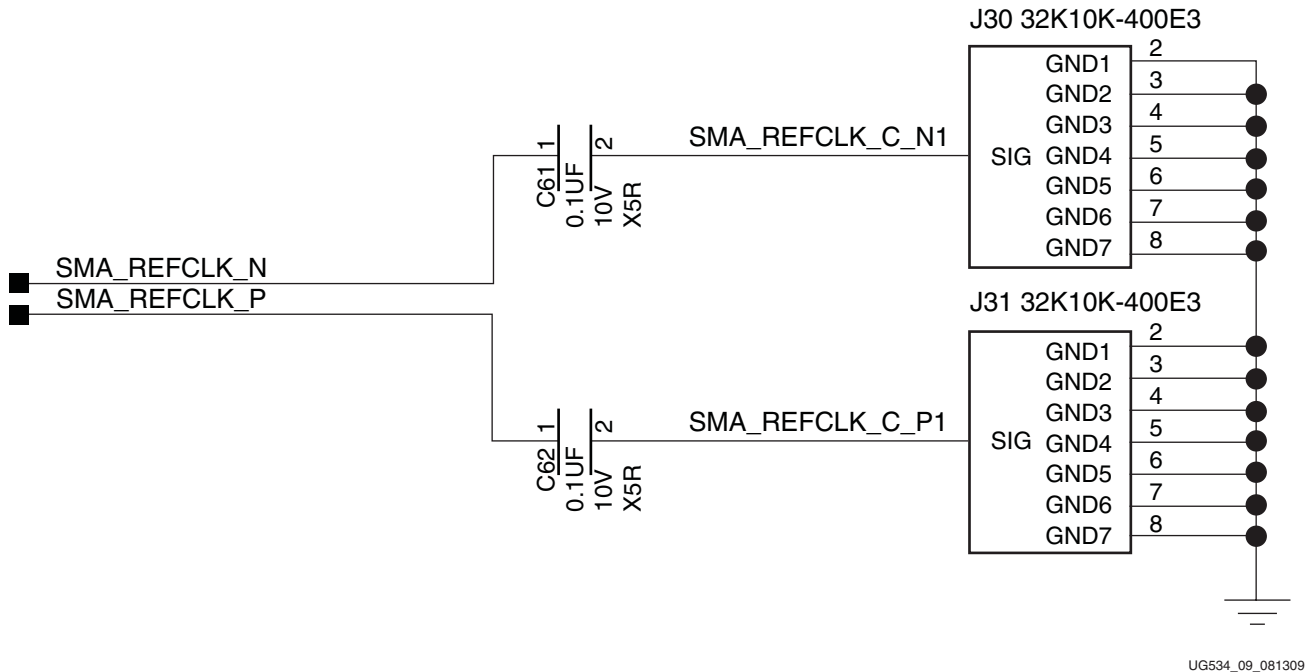 J30 32K10K-400E3
GND1 2
GND2 3
GND3 4
SIG GND4 5
GND5 6
GND6 7
GND7 8
SMA_REFCLK_C_N1
1 2
C61
0.1UF
10V
X5R
SMA_REFCLK_N
SMA_REFCLK_P
J31 32K10K-400E3
GND1 2
GND2 3
GND3 4
SIG GND4 5
GND5 6
GND6 7
GND7 8
SMA_REFCLK_C_P1
1 2
C62
0.1UF
10V
X5R
UG534_09_081309